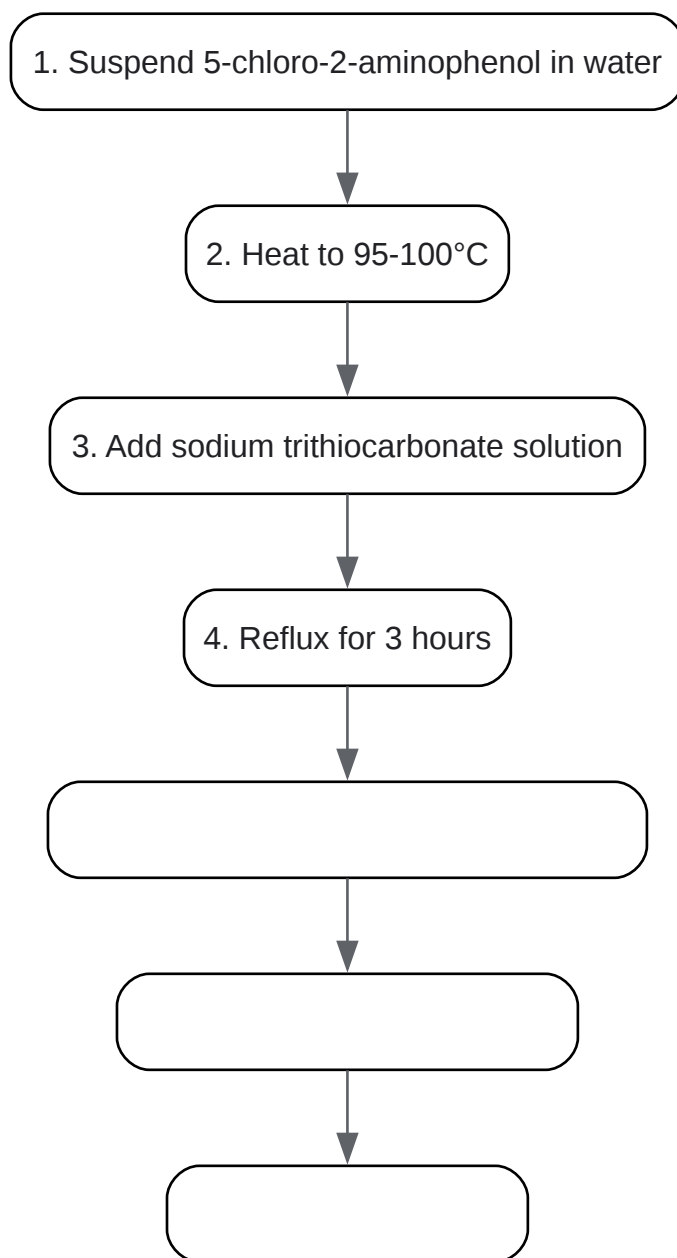 1. Suspend 5-chloro-2-aminophenol in water
2. Heat to 95-100°C
3. Add sodium trithiocarbonate solution
4. Reflux for 3 hours